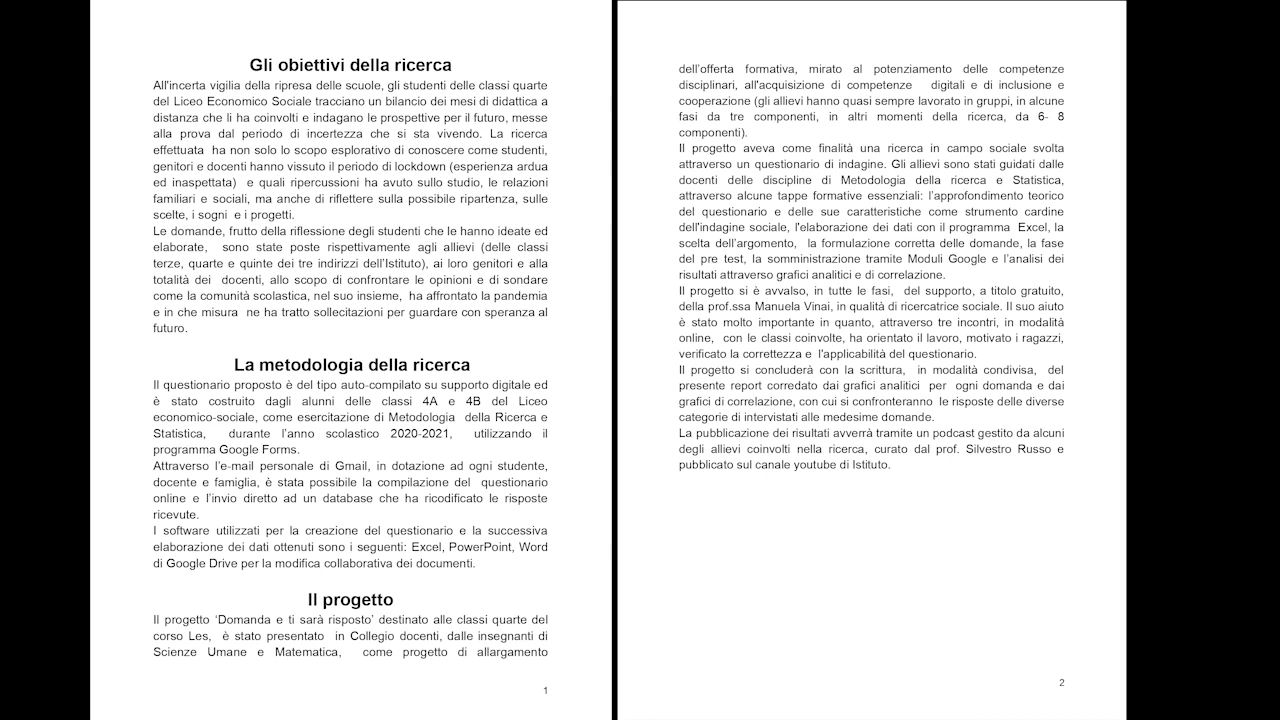 Gli obiettivi della ricerca
All'incerta vigilia della ripresa delle scuole, gli studenti delle classi quarte
del Liceo Economico Sociale tracciano un bilancio dei mesi di didattica a
distanza che li ha coinvolti e indagano le prospettive per il futuro, messe
alla prova dal periodo di incertezza che si sta vivendo. La ricerca
effettuata ha non solo lo scopo esplorativo di conoscere come studenti,
genitori e docenti hanno vissuto il periodo di lockdown (esperienza ardua
ed inaspettata) e quali ripercussioni ha avuto sullo studio, le relazioni
familiari e sociali, ma anche di riflettere sulla possibile ripartenza, sulle
scelte, i sogni e i progetti.
Le domande, frutto della riflessione degli studenti che le hanno ideate ed
elaborate, sono state poste rispettivamente agli allievi (delle classi
terze, quarte e quinte dei tre indirizzi dell'Istituto), ai loro genitori e alla
totalità dei docenti, allo scopo di confrontare le opinioni e di sondare
come la comunità scolastica, nel suo insieme, ha affrontato la pandemia
e in che misura ne ha tratto sollecitazioni per guardare con speranza al
futuro.
La metodologia della ricerca
Il questionario proposto è del tipo auto-compilato su supporto digitale ed
è stato costruito dagli alunni delle classi 4A e 4B del Liceo
economico-sociale, come esercitazione di Metodologia della Ricerca e
Statistica, durante l'anno scolastico 2020-2021, utilizzando il
programma Google Forms.
Attraverso l'e-mail personale di Gmail, in dotazione ad ogni studente,
docente e famiglia, è stata possibile la compilazione del questionario
online e l'invio diretto ad un database che ha ricodificato le risposte
ricevute.
I software utilizzati per la creazione del questionario e la successiva
elaborazione dei dati ottenuti sono i seguenti: Excel, PowerPoint, Word
di Google Drive per la modifica collaborativa dei documenti.
Il progetto
Il progetto 'Domanda e ti sarà risposto' destinato alle classi quarte del
corso Les, è stato presentato in Collegio docenti, dalle insegnanti di
Scienze Umane e Matematica, come progetto di allargamento
1
dell'offerta formativa, mirato al potenziamento delle competenze
disciplinari, all'acquisizione di competenze digitali e di inclusione e
cooperazione (gli allievi hanno quasi sempre lavorato in gruppi, in alcune
fasi da tre componenti, in altri momenti della ricerca, da 6- 8
componenti).
Il progetto aveva come finalità una ricerca in campo sociale svolta
attraverso un questionario di indagine. Gli allievi sono stati guidati dalle
docenti delle discipline di Metodologia della ricerca e Statistica,
attraverso alcune tappe formative essenziali: l'approfondimento teorico
del questionario e delle sue caratteristiche come strumento cardine
dell'indagine sociale, l'elaborazione dei dati con il programma Excel, la
scelta dell'argomento, la formulazione corretta delle domande, la fase
del pre test, la somministrazione tramite Moduli Google e l'analisi dei
risultati attraverso grafici analitici e di correlazione.
Il progetto si è avvalso, in tutte le fasi, del supporto, a titolo gratuito,
della prof.ssa Manuela Vinai, in qualità di ricercatrice sociale. Il suo aiuto
è stato molto importante in quanto, attraverso tre incontri, in modalità
online, con le classi coinvolte, ha orientato il lavoro, motivato i ragazzi,
verificato la correttezza e l'applicabilità del questionario.
Il progetto si concluderà con la scrittura, in modalità condivisa, del
presente report corredato dai grafici analitici per ogni domanda e dai
grafici di correlazione, con cui si confronteranno le risposte delle diverse
categorie di intervistati alle medesime domande.
La pubblicazione dei risultati avverrà tramite un podcast gestito da alcuni
degli allievi coinvolti nella ricerca, curato dal prof. Silvestro Russo e
pubblicato sul canale youtube di Istituto.
2